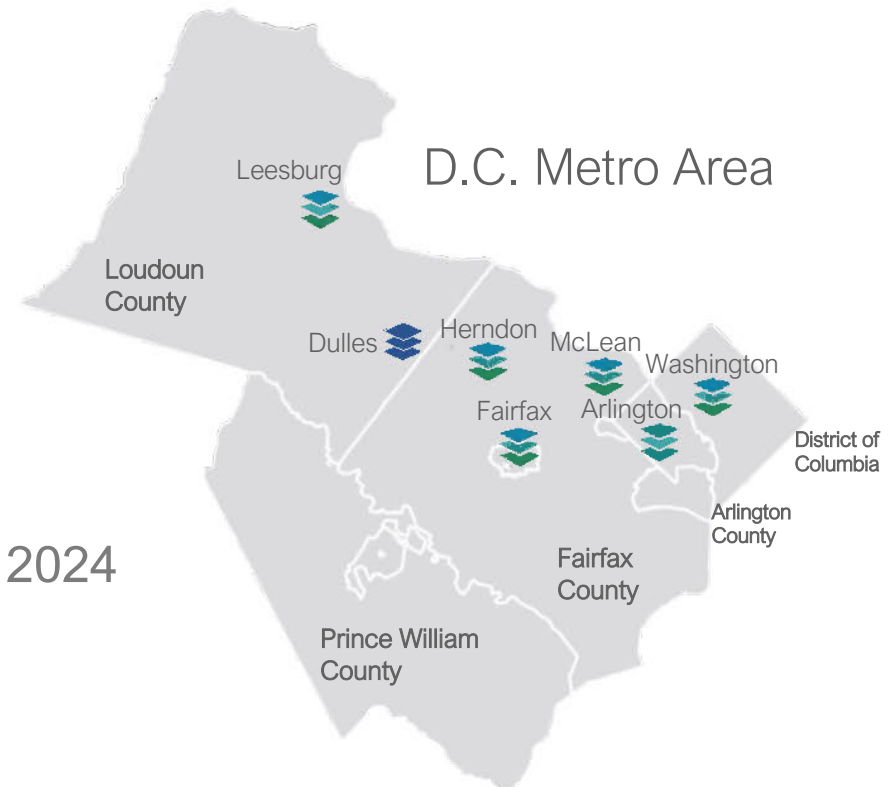 D.C. Metro Area
Leesburg
Loudoun
County
Dulles
Herndon
McLean
Washington
Fairfax
Arlington
District of
Columbia
Arlington
County
2024
Fairfax
County
Prince William
County